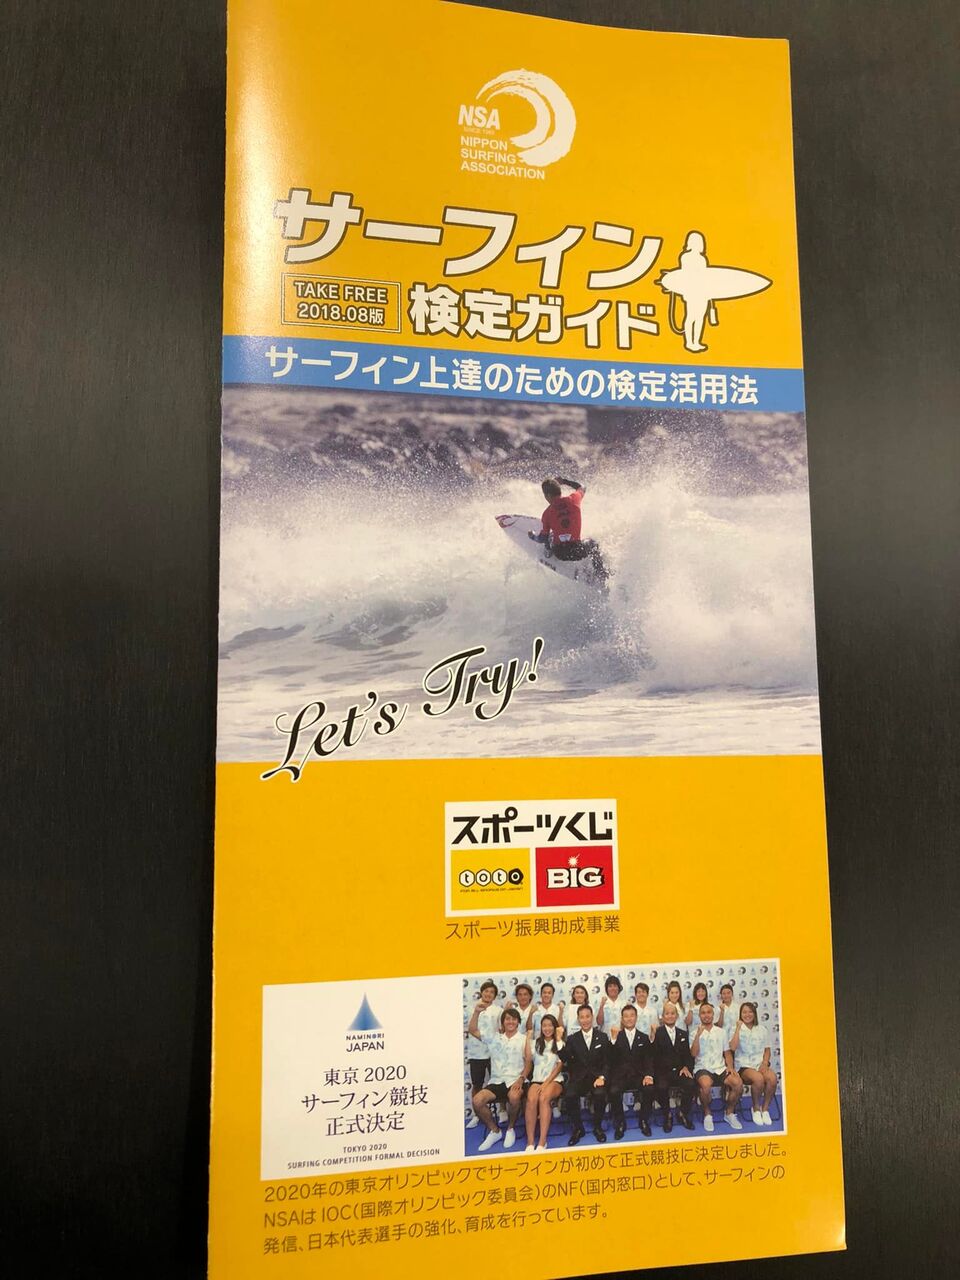 NSA
SINCE 1965
NIPPON
SURFING
ASSOCIATION
サーフィン
TAKE FREE
2018.08版
検定ガイド
サーフィン上達のための検定活用法
Let's Try!
スポーツくじ
toto
BIG
スポーツ振興助成事業
NAMINORI
JAPAN
東京 2020
サーフィン競技
正式決定
TOKYO 2020
SURFING COMPETITION FORMAL DECISION
2020年の東京オリンピックでサーフィンが初めて正式競技に決定しました。
NSAは IOC(国際オリンピック委員会)のNF(国内窓口)として、サーフィンの
発信、日本代表選手の強化、育成を行っています。